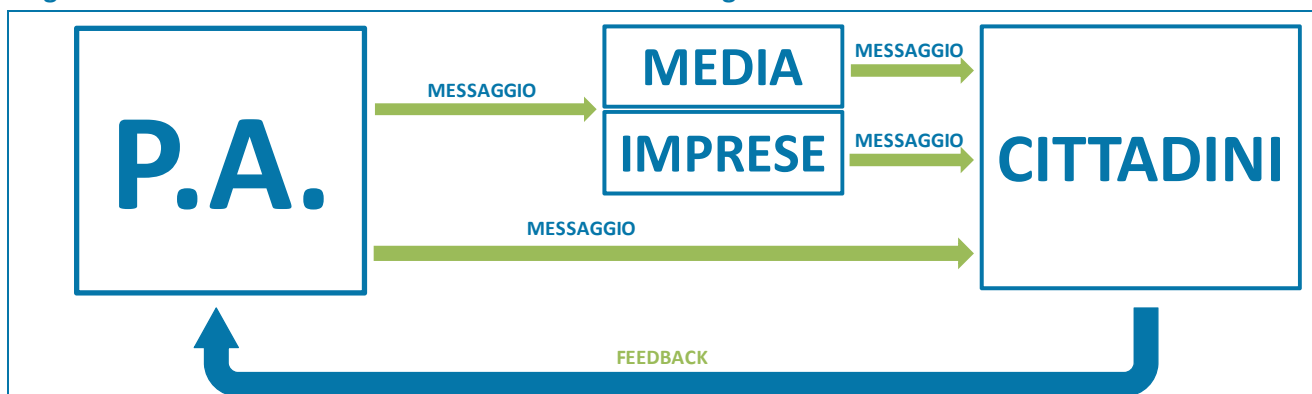 MEDIA
MESSAGGIO
MESSAGGIO
P.A.
IMPRESE
MESSAGGIO
CITTADINI
MESSAGGIO
FEEDBACK